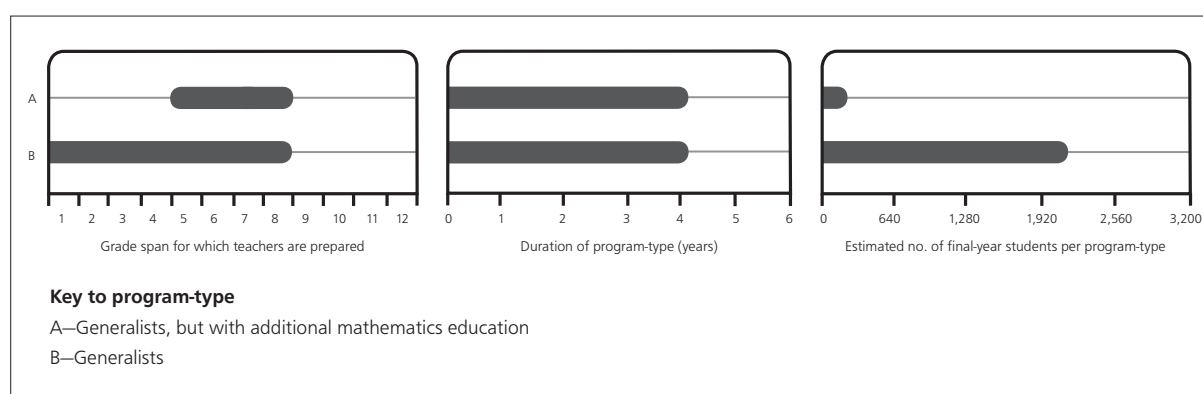 A
B
1 2 3 4 5 6 7 8 9 10 11 12
Grade span for which teachers are prepared
0 1 2 3 4 5 6
Duration of program-type (years)
0 640 1,280 1,920 2,560 3,200
Estimated no. of final-year students per program-type
Key to program-type
A—Generalists, but with additional mathematics education
B—Generalists